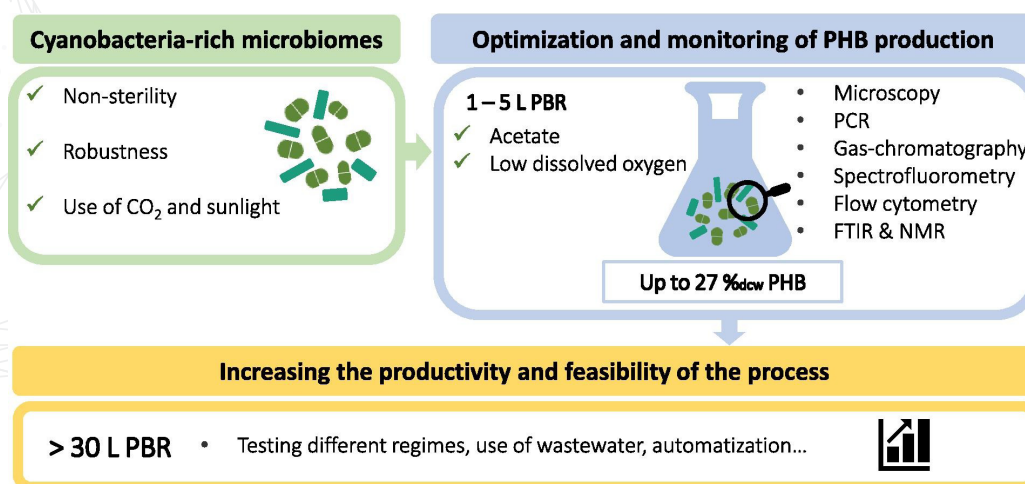 Cyanobacteria-rich microbiomes
Non-sterility
Robustness
Use of CO₂ and sunlight
Optimization and monitoring of PHB production
1 – 5 L PBR
Acetate
Low dissolved oxygen
Microscopy
PCR
Gas-chromatography
Spectrofluorometry
Flow cytometry
FTIR & NMR
Up to 27 %dcw PHB
Increasing the productivity and feasibility of the process
> 30 L PBR
Testing different regimes, use of wastewater, automatization...